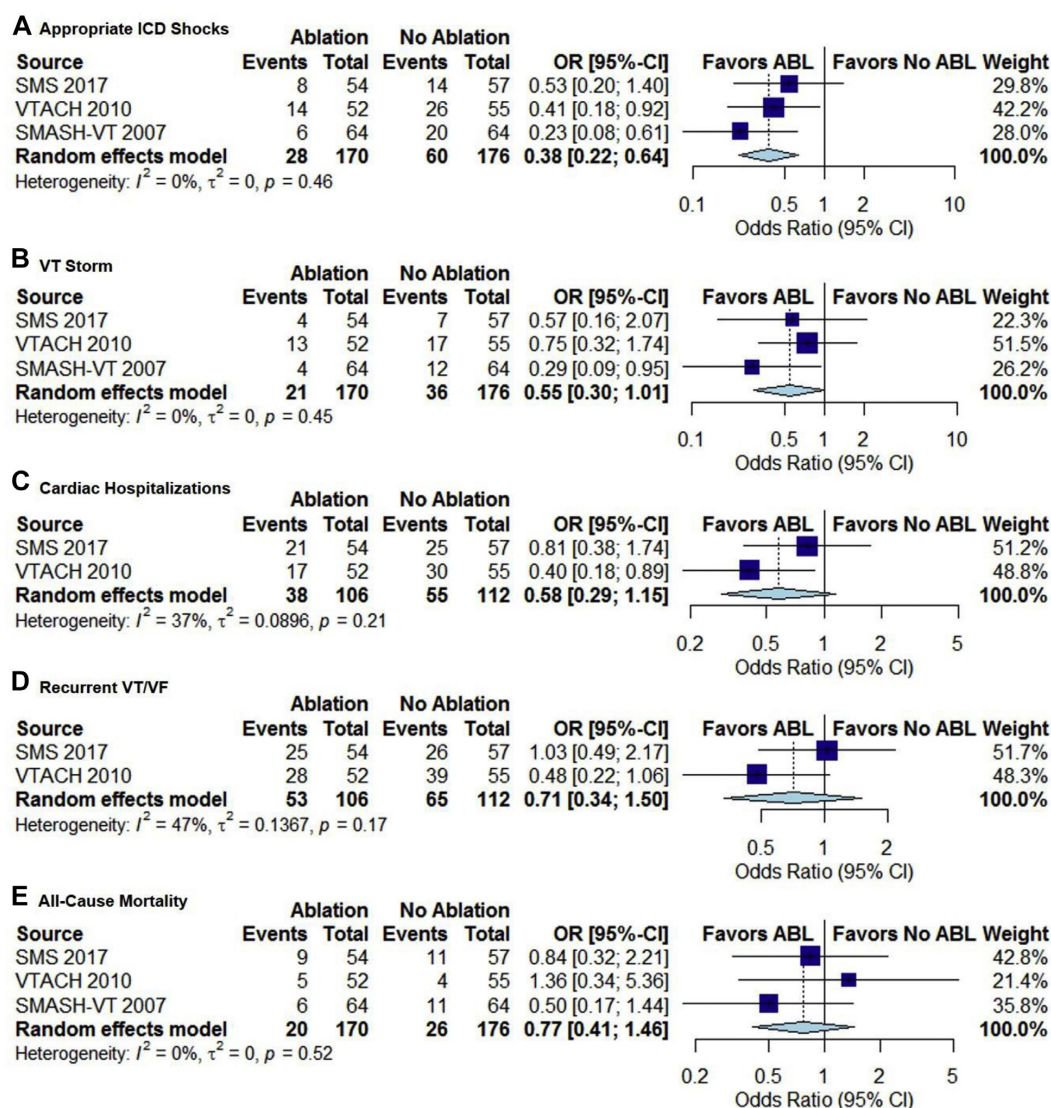 A Appropriate ICD Shocks
Ablation No Ablation
Source Events Total Events Total OR [95%-CI] Favors ABL Favors No ABL Weight
SMS 2017 8 54 14 57 0.53 [0.20; 1.40] 29.8%
VTACH 2010 14 52 26 55 0.41 [0.18; 0.92] 42.2%
SMASH-VT 2007 6 64 20 64 0.23 [0.08; 0.61] 28.0%
Random effects model 28 170 60 176 0.38 [0.22; 0.64] 100.0%
Heterogeneity: I² = 0%, τ² = 0, p = 0.46
0.1 0.5 1 2 10
Odds Ratio (95% CI)
B VT Storm
Ablation No Ablation
Source Events Total Events Total OR [95%-CI] Favors ABL Favors No ABL Weight
SMS 2017 4 54 7 57 0.57 [0.16; 2.07] 22.3%
VTACH 2010 13 52 17 55 0.75 [0.32; 1.74] 51.5%
SMASH-VT 2007 4 64 12 64 0.29 [0.09; 0.95] 26.2%
Random effects model 21 170 36 176 0.55 [0.30; 1.01] 100.0%
Heterogeneity: I² = 0%, τ² = 0, p = 0.45
0.1 0.5 1 2 10
Odds Ratio (95% CI)
C Cardiac Hospitalizations
Ablation No Ablation
Source Events Total Events Total OR [95%-CI] Favors ABL Favors No ABL Weight
SMS 2017 21 54 25 57 0.81 [0.38; 1.74] 51.2%
VTACH 2010 17 52 30 55 0.40 [0.18; 0.89] 48.8%
Random effects model 38 106 55 112 0.58 [0.29; 1.15] 100.0%
Heterogeneity: I² = 37%, τ² = 0.0896, p = 0.21
0.2 0.5 1 2 5
Odds Ratio (95% CI)
D Recurrent VT/VF
Ablation No Ablation
Source Events Total Events Total OR [95%-CI] Favors ABL Favors No ABL Weight
SMS 2017 25 54 26 57 1.03 [0.49; 2.17] 51.7%
VTACH 2010 28 52 39 55 0.48 [0.22; 1.06] 48.3%
Random effects model 53 106 65 112 0.71 [0.34; 1.50] 100.0%
Heterogeneity: I² = 47%, τ² = 0.1367, p = 0.17
0.5 1 2
Odds Ratio (95% CI)
E All-Cause Mortality
Ablation No Ablation
Source Events Total Events Total OR [95%-CI] Favors ABL Favors No ABL Weight
SMS 2017 9 54 11 57 0.84 [0.32; 2.21] 42.8%
VTACH 2010 5 52 4 55 1.36 [0.34; 5.36] 21.4%
SMASH-VT 2007 6 64 11 64 0.50 [0.17; 1.44] 35.8%
Random effects model 20 170 26 176 0.77 [0.41; 1.46] 100.0%
Heterogeneity: I² = 0%, τ² = 0, p = 0.52
0.2 0.5 1 2 5
Odds Ratio (95% CI)